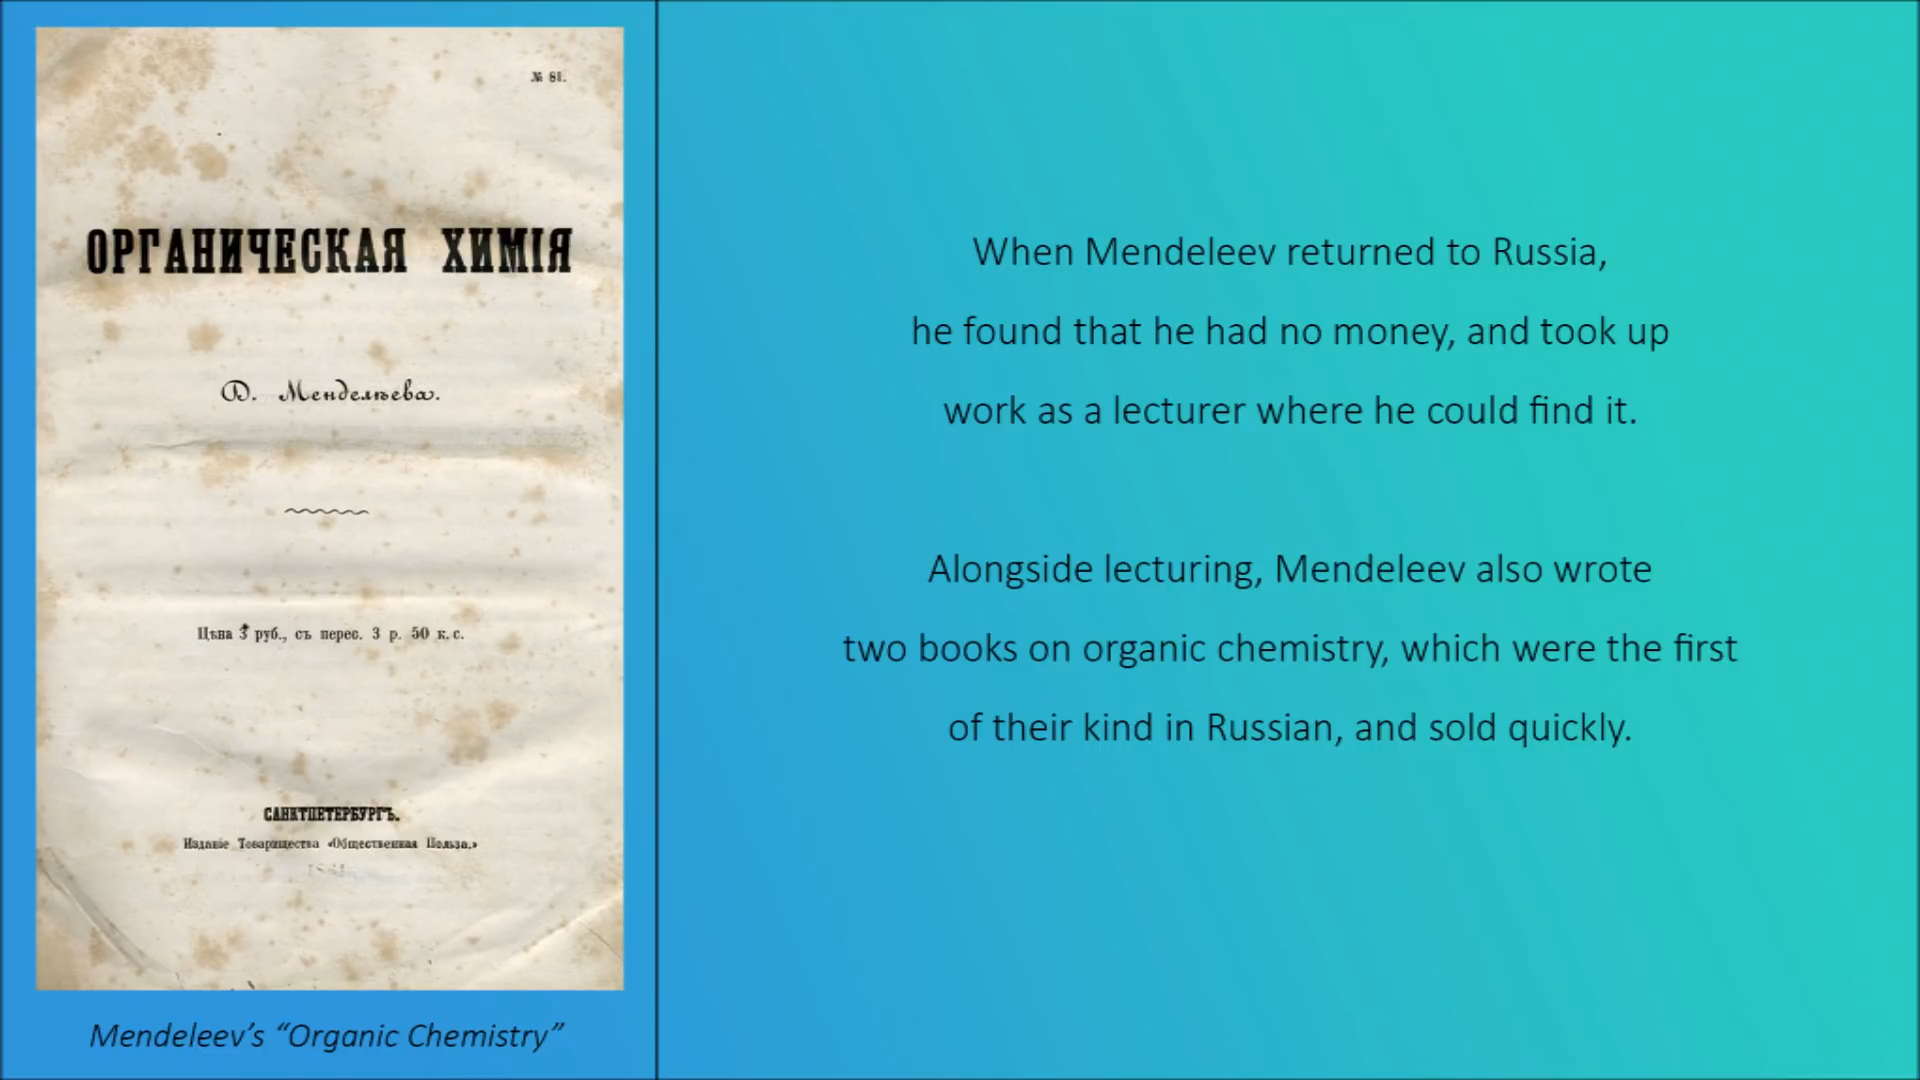 № 81.
ОРГАНИЧЕСКАЯ ХИМІЯ
Д. Менделѣева.
Цѣна 3 руб., съ перес. 3 р. 50 к. с.
САНКТПЕТЕРБУРГЪ.
Изданіе Товарищества «Общественная Польза.»
Mendeleev’s “Organic Chemistry”
When Mendeleev returned to Russia,
he found that he had no money, and took up
work as a lecturer where he could find it.
Alongside lecturing, Mendeleev also wrote
two books on organic chemistry, which were the first
of their kind in Russian, and sold quickly.